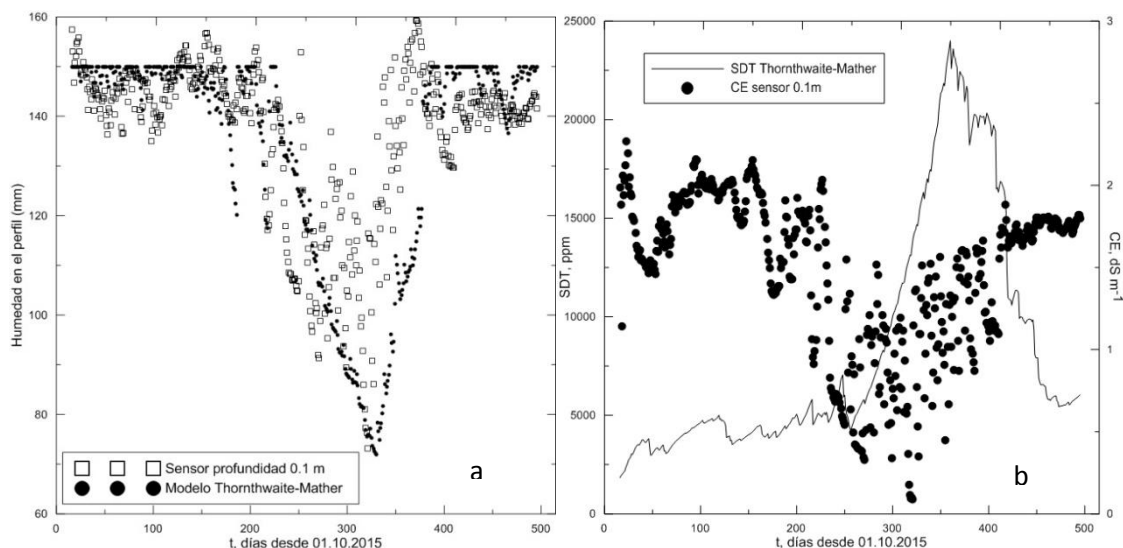 160
140
120
100
80
60
Humedad en el perfil (mm)
Sensor profundidad 0.1 m
Modelo Thornthwaite-Mather
a
0 100 200 300 400 500
t, días desde 01.10.2015
25000
20000
15000
10000
5000
0
SDT, ppm
SDT Thornthwaite-Mather
CE sensor 0.1m
b
3
2
1
0
CE, dS m-1
0 100 200 300 400 500
t, días desde 01.10.2015